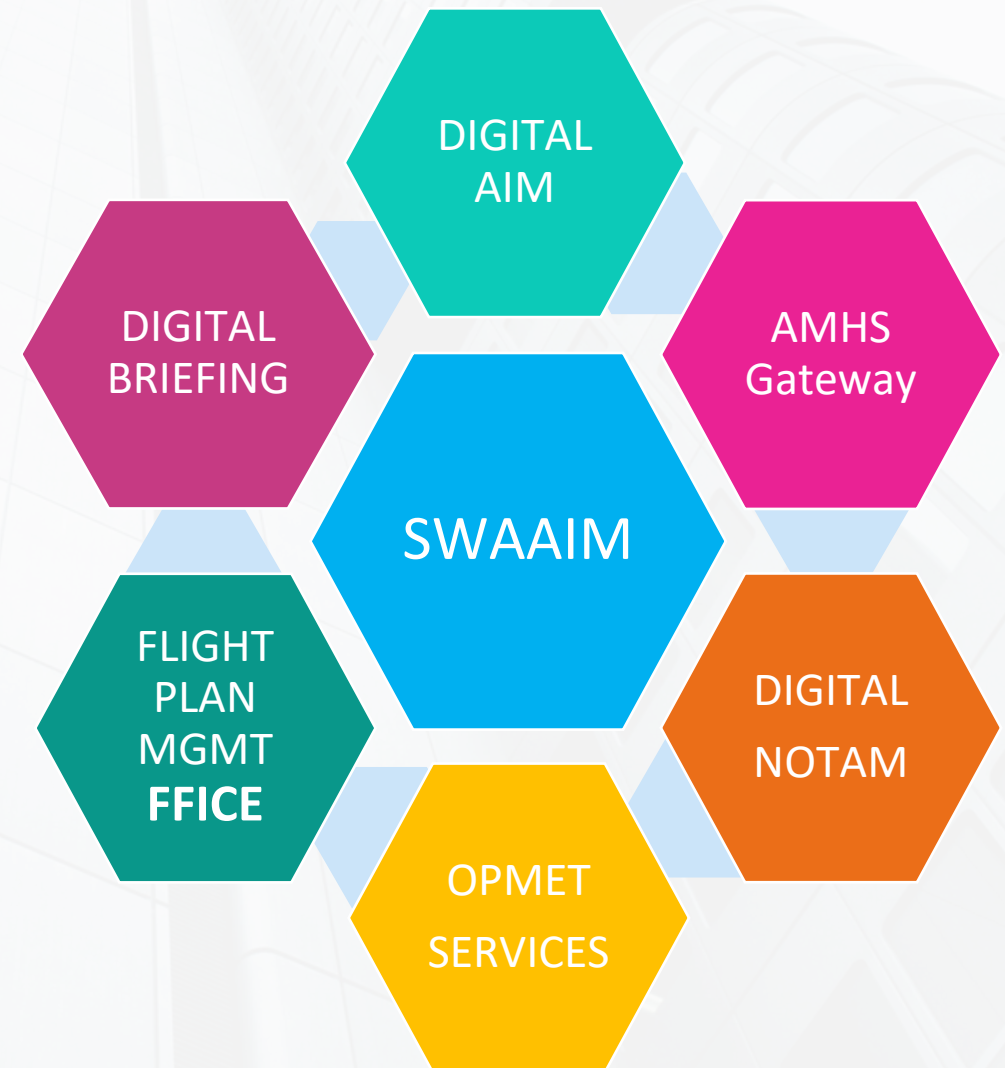 DIGITAL
AIM
DIGITAL
BRIEFING
AMHS
Gateway
SWAAIM
FLIGHT
PLAN
MGMT
FFICE
DIGITAL
NOTAM
OPMET
SERVICES